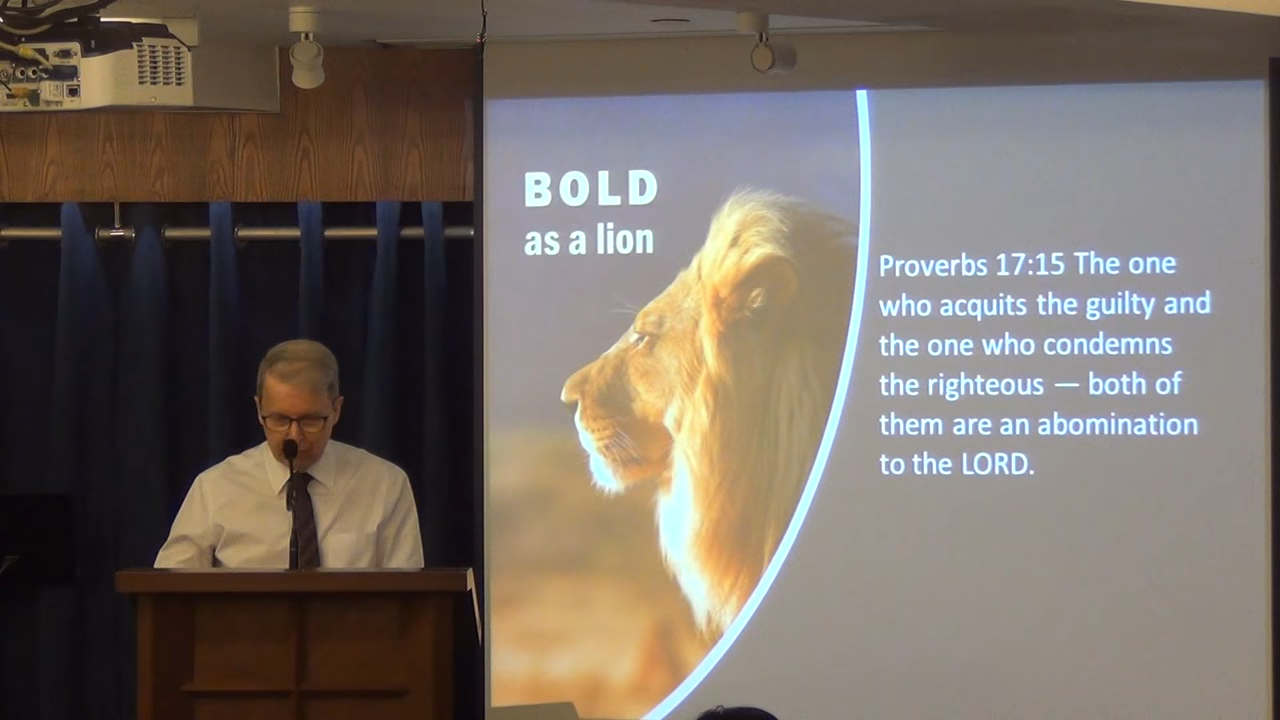 BOLD
as a lion
Proverbs 17:15 The one
who acquits the guilty and
the one who condemns
the righteous — both of
them are an abomination
to the LORD.